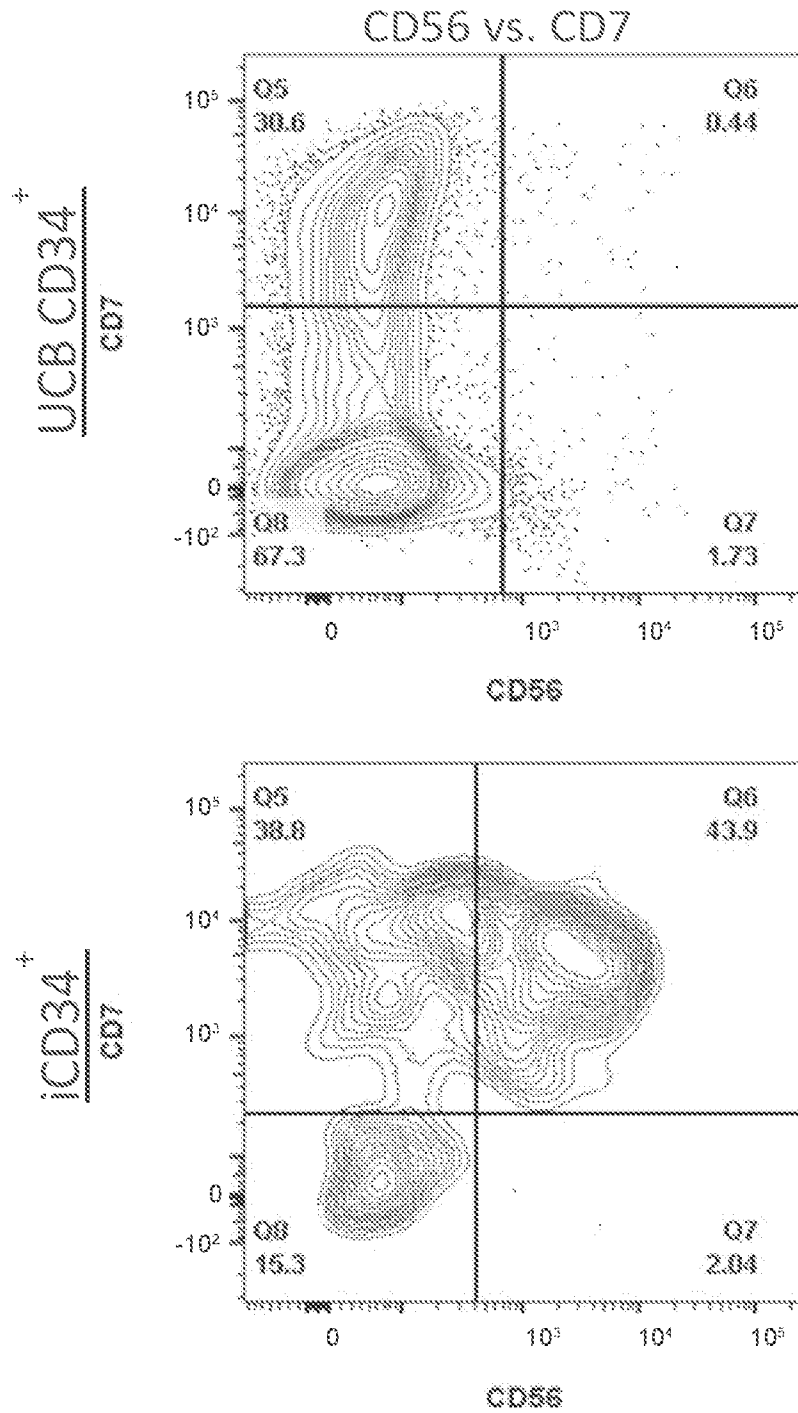 CD56 vs. CD7
UCB CD34+
CD7
Q5
30.6
Q6
0.44
Q8
67.3
Q7
1.73
10⁵
10⁴
10³
0
-10²
0
10³
10⁴
10⁵
CD56
iCD34+
CD7
Q5
38.8
Q6
43.9
Q8
15.3
Q7
2.04
10⁵
10⁴
10³
0
-10²
0
10³
10⁴
10⁵
CD56